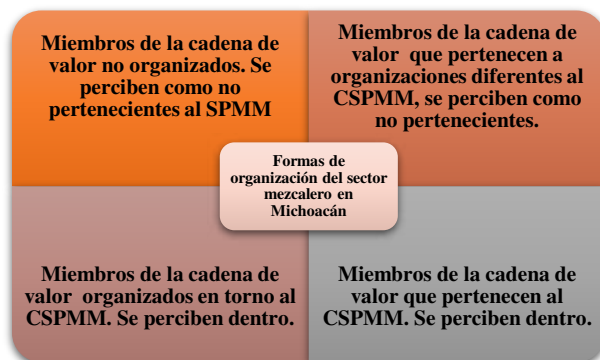 Miembros de la cadena de
valor no organizados. Se
perciben como no
pertenecientes al SPMM
Miembros de la cadena de
valor que pertenecen a
organizaciones diferentes al
CSPMM, se perciben como
no pertenecientes.
Formas de
organización del sector
mezcalero en
Michoacán
Miembros de la cadena de
valor organizados en torno al
CSPMM. Se perciben dentro.
Miembros de la cadena de
valor que pertenecen al
CSPMM. Se perciben dentro.